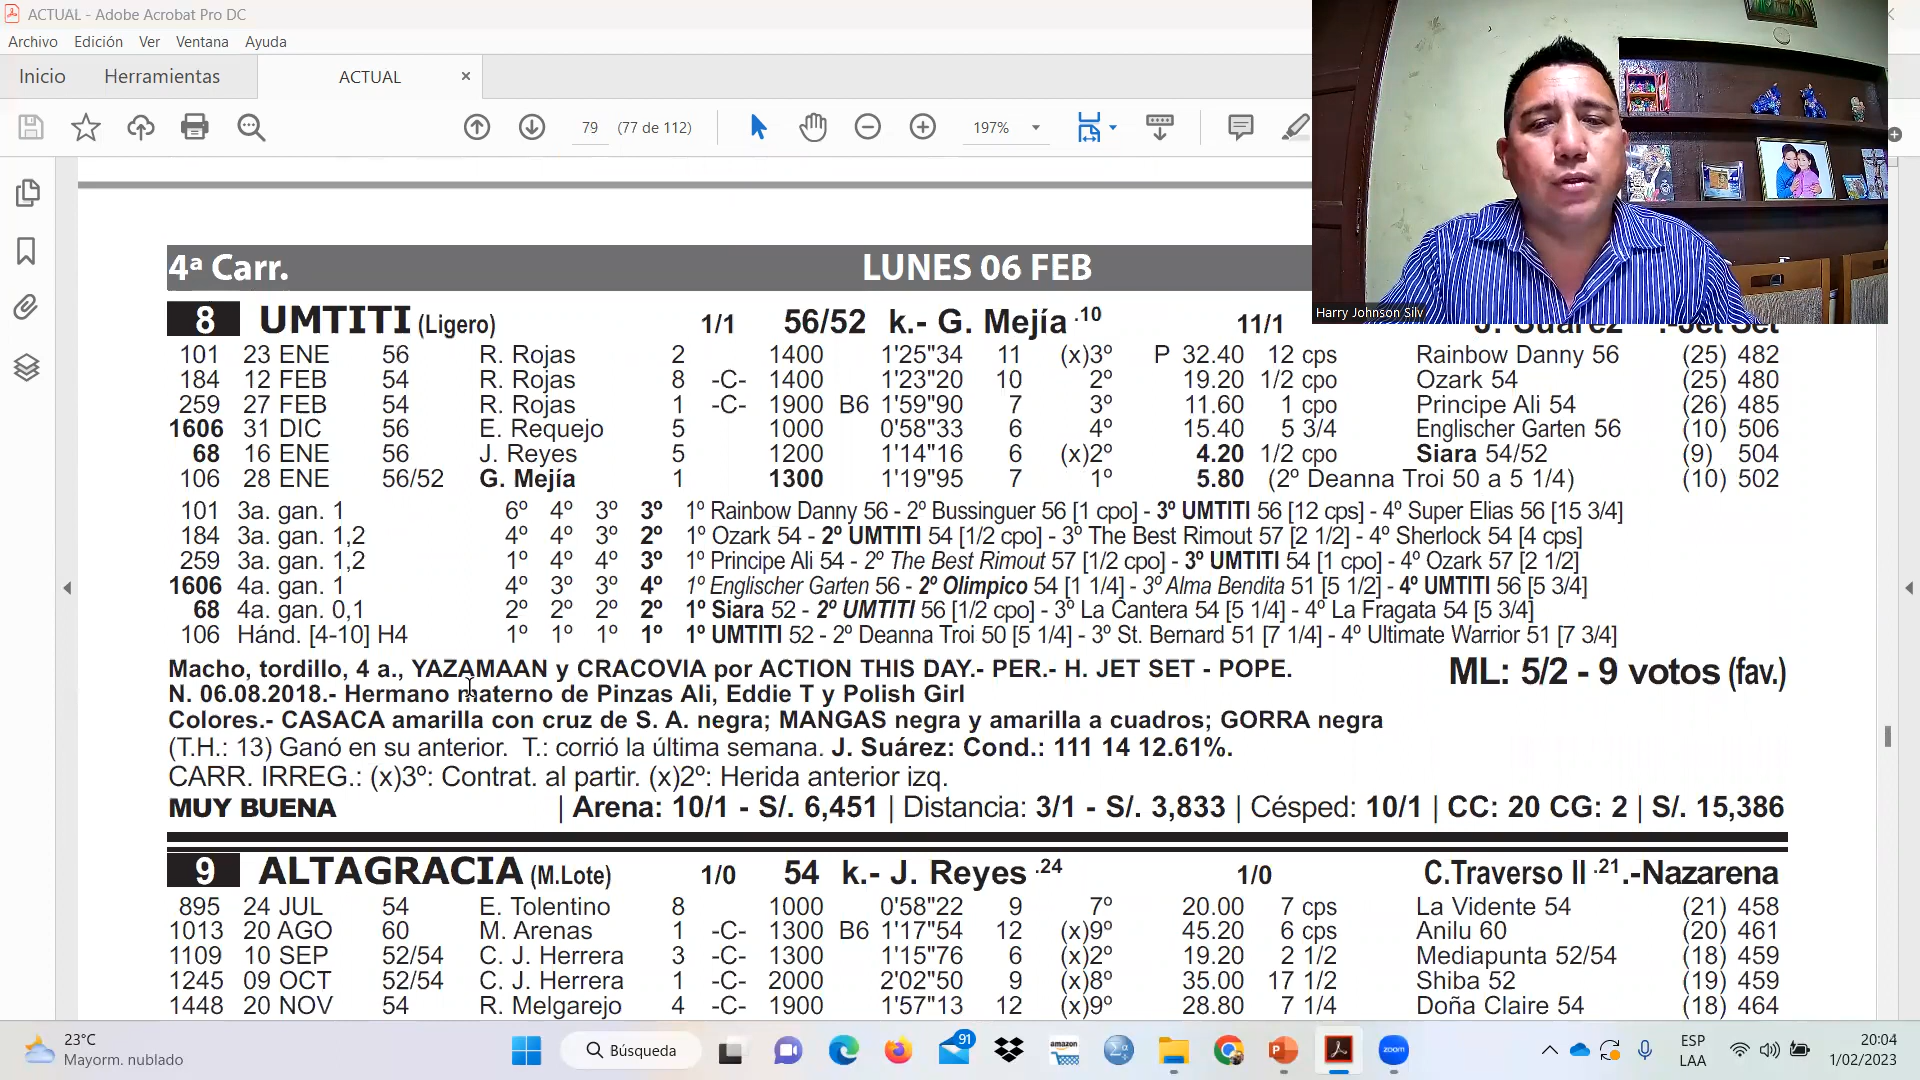 ACTUAL - Adobe Acrobat Pro DC
Archivo Edición Ver Ventana Ayuda
Inicio Herramientas ACTUAL ×
79 (77 de 112) 197%
Harry Johnson Silv
4ª Carr. LUNES 06 FEB
8 UMTITI (Ligero) 1/1 56/52 k.- G. Mejía .10 11/1 J. Suárez .-Jet Set
101 23 ENE 56 R. Rojas 2 1400 1'25"34 11 (x)3º P 32.40 12 cps Rainbow Danny 56 (25) 482
184 12 FEB 54 R. Rojas 8 -C- 1400 1'23"20 10 2º 19.20 1/2 cpo Ozark 54 (25) 480
259 27 FEB 54 R. Rojas 1 -C- 1900 B6 1'59"90 7 3º 11.60 1 cpo Principe Ali 54 (26) 485
1606 31 DIC 56 E. Requejo 5 1000 0'58"33 6 4º 15.40 5 3/4 Englischer Garten 56 (10) 506
68 16 ENE 56 J. Reyes 5 1200 1'14"16 6 (x)2º 4.20 1/2 cpo Siara 54/52 (9) 504
106 28 ENE 56/52 G. Mejía 1 1300 1'19"95 7 1º 5.80 (2º Deanna Troi 50 a 5 1/4) (10) 502
101 3a. gan. 1 6º 4º 3º 3º 1º Rainbow Danny 56 - 2º Bussinguer 56 [1 cpo] - 3º UMTITI 56 [12 cps] - 4º Super Elias 56 [15 3/4]
184 3a. gan. 1,2 4º 4º 3º 2º 1º Ozark 54 - 2º UMTITI 54 [1/2 cpo] - 3º The Best Rimout 57 [2 1/2] - 4º Sherlock 54 [4 cps]
259 3a. gan. 1,2 1º 4º 4º 3º 1º Principe Ali 54 - 2º The Best Rimout 57 [1/2 cpo] - 3º UMTITI 54 [1 cpo] - 4º Ozark 57 [2 1/2]
1606 4a. gan. 1 4º 3º 3º 4º 1º Englischer Garten 56 - 2º Olimpico 54 [1 1/4] - 3º Alma Bendita 51 [5 1/2] - 4º UMTITI 56 [5 3/4]
68 4a. gan. 0,1 2º 2º 2º 2º 1º Siara 52 - 2º UMTITI 56 [1/2 cpo] - 3º La Cantera 54 [5 1/4] - 4º La Fragata 54 [5 3/4]
106 Hánd. [4-10] H4 1º 1º 1º 1º 1º UMTITI 52 - 2º Deanna Troi 50 [5 1/4] - 3º St. Bernard 51 [7 1/4] - 4º Ultimate Warrior 51 [7 3/4]
Macho, tordillo, 4 a., YAZAMAAN y CRACOVIA por ACTION THIS DAY.- PER.- H. JET SET - POPE. ML: 5/2 - 9 votos (fav.)
N. 06.08.2018.- Hermano materno de Pinzas Ali, Eddie T y Polish Girl
Colores.- CASACA amarilla con cruz de S. A. negra; MANGAS negra y amarilla a cuadros; GORRA negra
(T.H.: 13) Ganó en su anterior. T.: corrió la última semana. J. Suárez: Cond.: 111 14 12.61%.
CARR. IRREG.: (x)3º: Contrat. al partir. (x)2º: Herida anterior izq.
MUY BUENA | Arena: 10/1 - S/. 6,451 | Distancia: 3/1 - S/. 3,833 | Césped: 10/1 | CC: 20 CG: 2 | S/. 15,386
9 ALTAGRACIA (M.Lote) 1/0 54 k.- J. Reyes .24 1/0 C.Traverso II .21.-Nazarena
895 24 JUL 54 E. Tolentino 8 1000 0'58"22 9 7º 20.00 7 cps La Vidente 54 (21) 458
1013 20 AGO 60 M. Arenas 1 -C- 1300 B6 1'17"54 12 (x)9º 45.20 6 cps Anilu 60 (20) 461
1109 10 SEP 52/54 C. J. Herrera 3 -C- 1300 1'15"76 6 (x)2º 19.20 2 1/2 Mediapunta 52/54 (18) 459
1245 09 OCT 52/54 C. J. Herrera 1 -C- 2000 2'02"50 9 (x)8º 35.00 17 1/2 Shiba 52 (19) 459
1448 20 NOV 54 R. Melgarejo 4 -C- 1900 1'57"13 12 (x)9º 28.80 7 1/4 Doña Claire 54 (18) 464
23°C
Mayorm. nublado
Búsqueda
91
amazon
zoom
ESP
LAA
20:04
1/02/2023